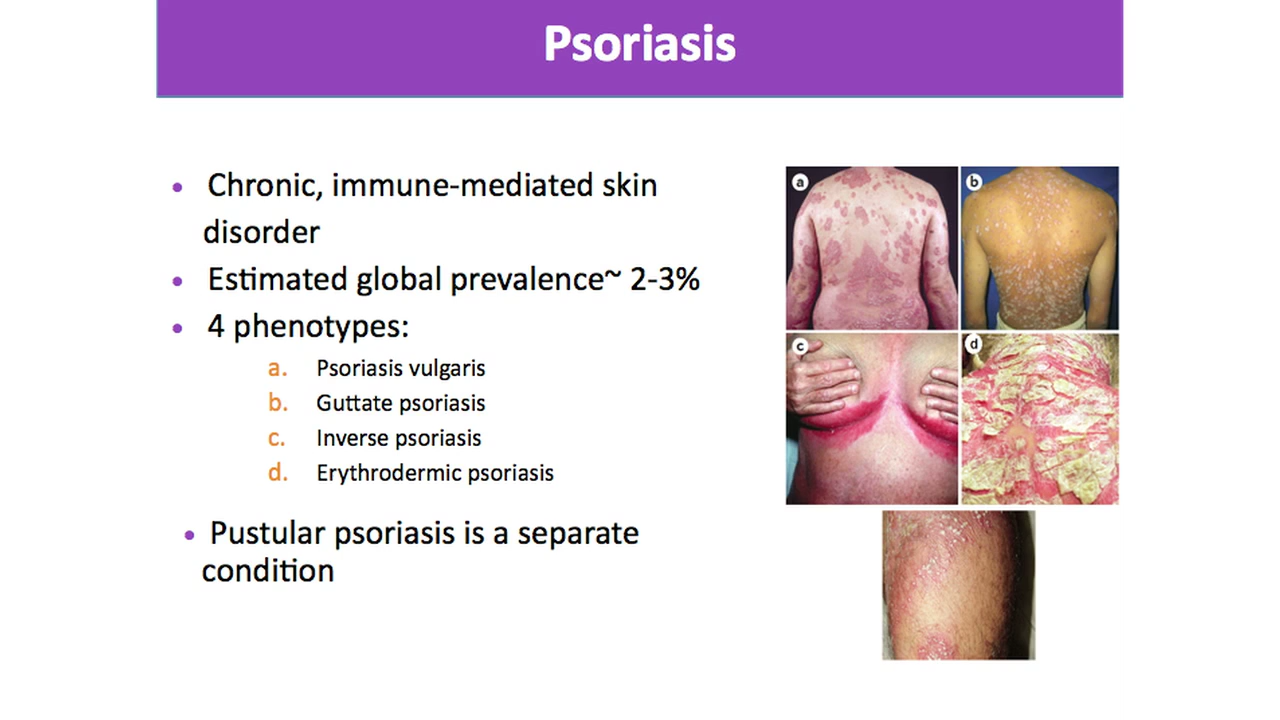 Psoriasis
• Chronic, immune-mediated skin
disorder
• Estimated global prevalence~ 2-3%
• 4 phenotypes:
a. Psoriasis vulgaris
b. Guttate psoriasis
c. Inverse psoriasis
d. Erythrodermic psoriasis
• Pustular psoriasis is a separate
condition
a
b
c
d